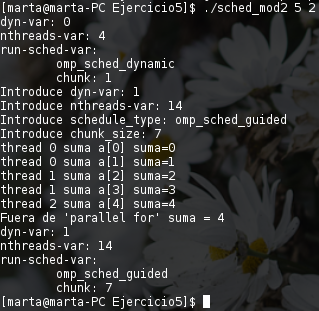 [marta@marta-PC Ejercicio5]$ ./sched_mod2 5 2
dyn-var: 0
nthreads-var: 4
run-sched-var:
        omp_sched_dynamic
        chunk: 1
Introduce dyn-var: 1
Introduce nthreads-var: 14
Introduce schedule_type: omp_sched_guided
Introduce chunk_size: 7
thread 0 suma a[0] suma=0
thread 0 suma a[1] suma=1
thread 1 suma a[2] suma=2
thread 1 suma a[3] suma=3
thread 2 suma a[4] suma=4
Fuera de 'parallel for' suma = 4
dyn-var: 1
nthreads-var: 14
run-sched-var:
        omp_sched_guided
        chunk: 7
[marta@marta-PC Ejercicio5]$